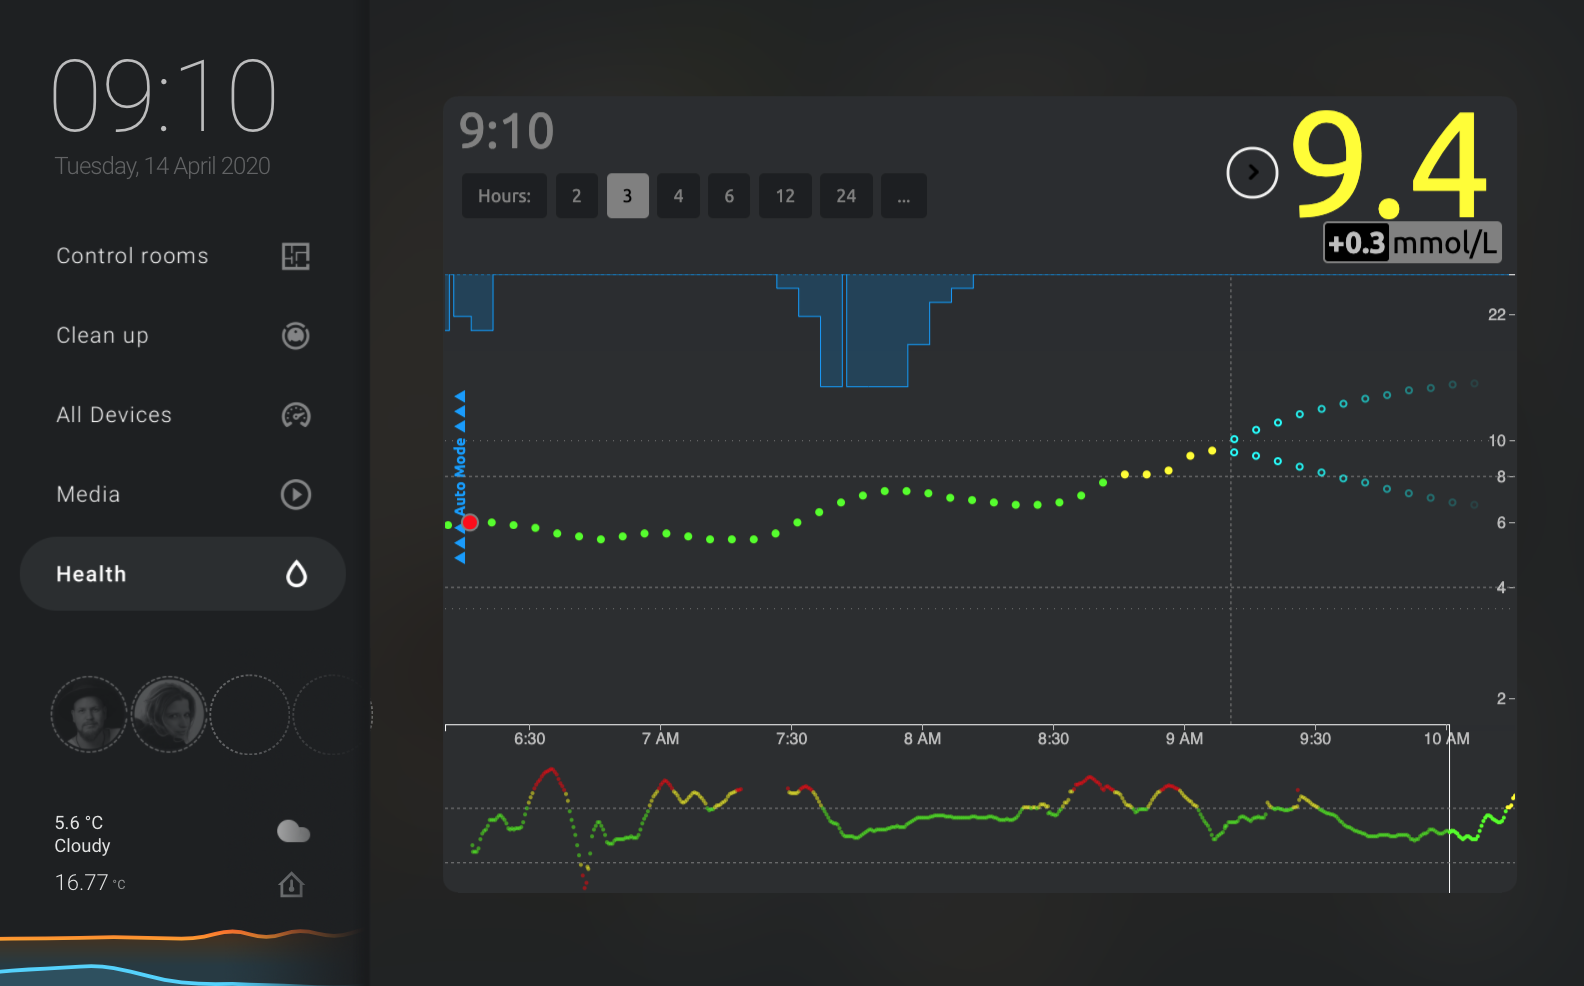 09:10
Tuesday, 14 April 2020
Control rooms
Clean up
All Devices
Media
Health
5.6 °C
Cloudy
16.77 °C
9:10
Hours: 2 3 4 6 12 24 ...
9.4
+0.3 mmol/L
Auto Mode
22
10
8
6
4
2
6:30 7 AM 7:30 8 AM 8:30 9 AM 9:30 10 AM